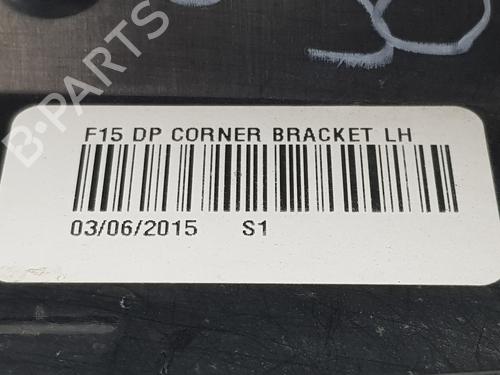 F15 DP CORNER BRACKET LH
03/06/2015 S1
B-PARTS